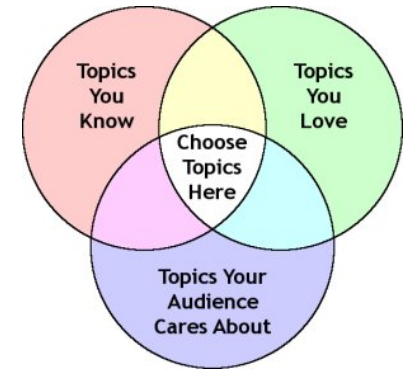 Topics
You
Know
Topics
You
Love
Choose
Topics
Here
Topics Your
Audience
Cares About